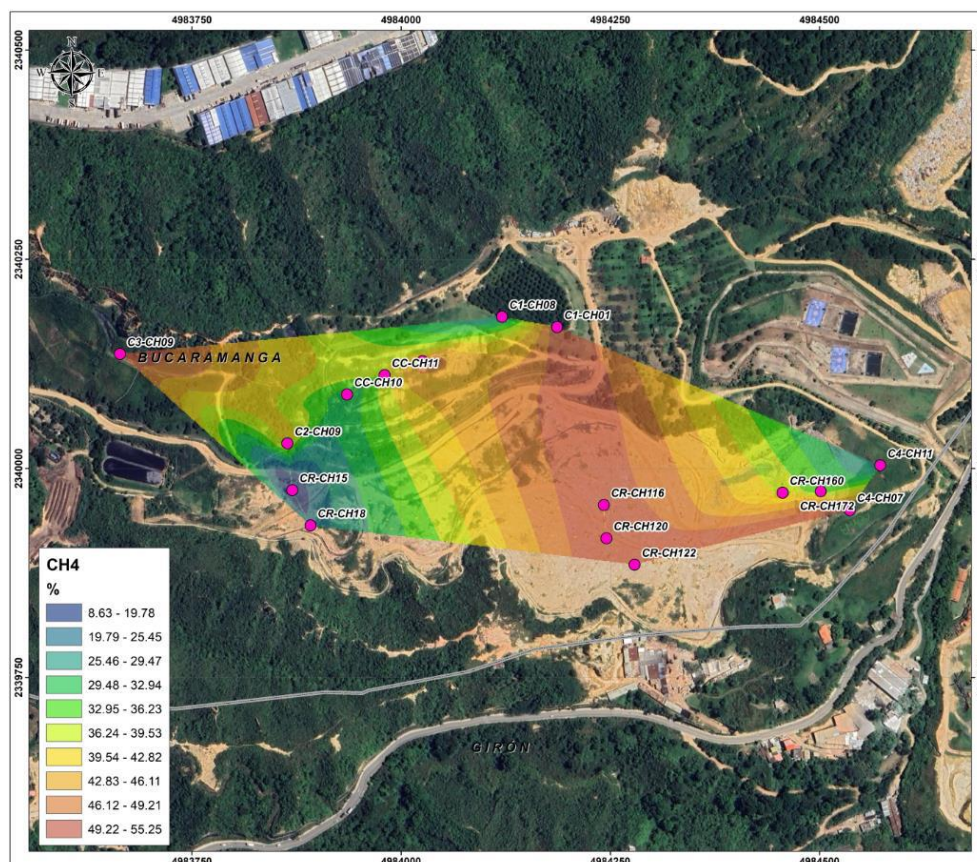 4983750 4984000 4984250 4984500
2340500
N
W E
S
2340250
C1-CH08
C1-CH01
C3-CH09
BUCARAMANGA
CC-CH11
CC-CH10
C2-CH09
C4-CH11
2340000
CR-CH15
CR-CH160
CR-CH116
CR-CH172
C4-CH07
CR-CH18
CR-CH120
CR-CH122
CH4
%
8.63 - 19.78
19.79 - 25.45
25.46 - 29.47
29.48 - 32.94
32.95 - 36.23
36.24 - 39.53
39.54 - 42.82
42.83 - 46.11
46.12 - 49.21
49.22 - 55.25
2339750
GIRÓN
4983750 4984000 4984250 4984500